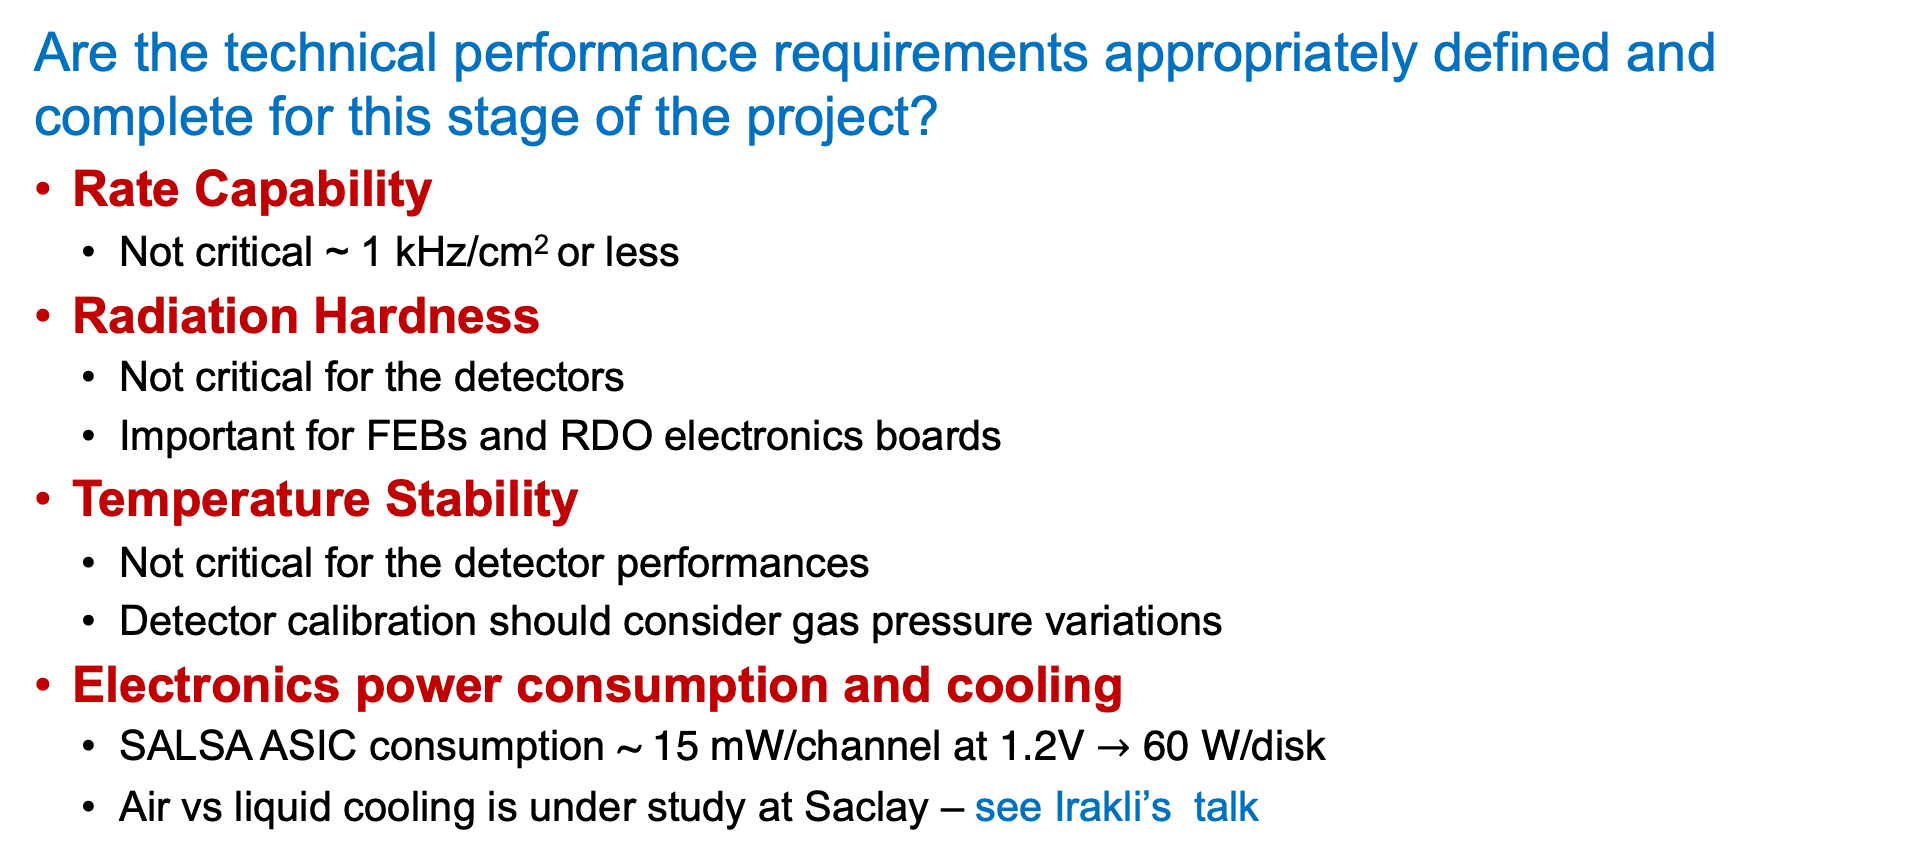 Are the technical performance requirements appropriately defined and
complete for this stage of the project?
• Rate Capability
• Not critical ~ 1 kHz/cm² or less
• Radiation Hardness
• Not critical for the detectors
• Important for FEBs and RDO electronics boards
• Temperature Stability
• Not critical for the detector performances
• Detector calibration should consider gas pressure variations
• Electronics power consumption and cooling
• SALSA ASIC consumption ~ 15 mW/channel at 1.2V → 60 W/disk
• Air vs liquid cooling is under study at Saclay – see Irakli’s  talk